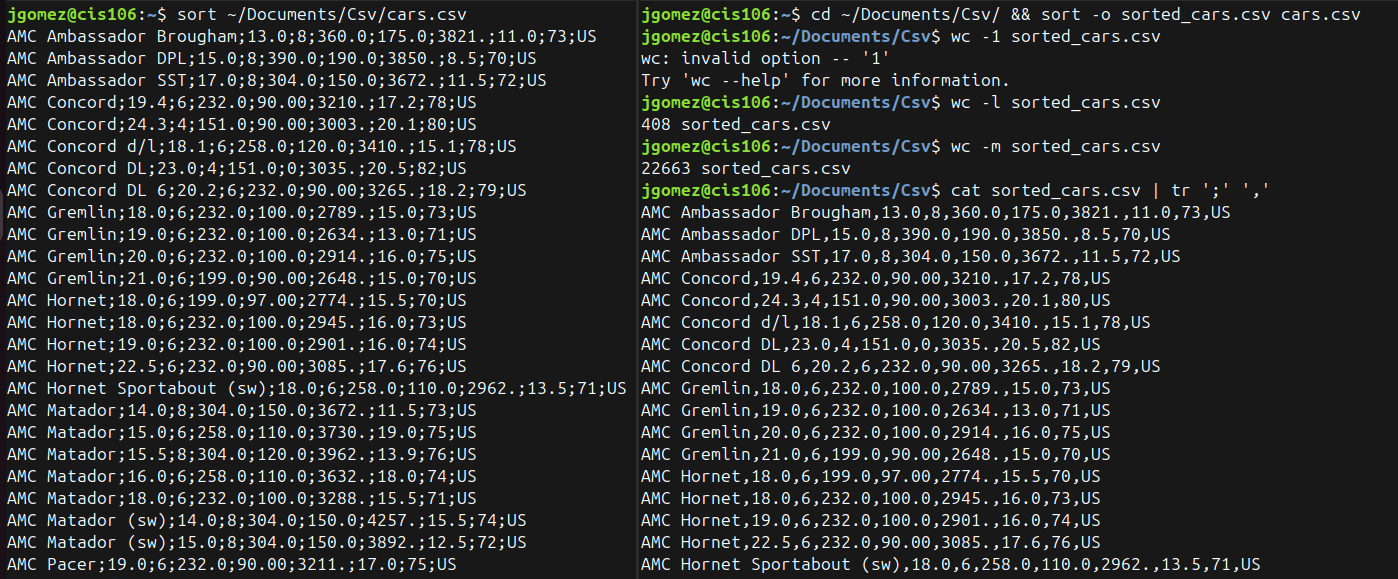 jgomez@cis106:~$ sort ~/Documents/Csv/cars.csv
AMC Ambassador Brougham;13.0;8;360.0;175.0;3821.;11.0;73;US
AMC Ambassador DPL;15.0;8;390.0;190.0;3850.;8.5;70;US
AMC Ambassador SST;17.0;8;304.0;150.0;3672.;11.5;72;US
AMC Concord;19.4;6;232.0;90.00;3210.;17.2;78;US
AMC Concord;24.3;4;151.0;90.00;3003.;20.1;80;US
AMC Concord d/l;18.1;6;258.0;120.0;3410.;15.1;78;US
AMC Concord DL;23.0;4;151.0;0;3035.;20.5;82;US
AMC Concord DL 6;20.2;6;232.0;90.00;3265.;18.2;79;US
AMC Gremlin;18.0;6;232.0;100.0;2789.;15.0;73;US
AMC Gremlin;19.0;6;232.0;100.0;2634.;13.0;71;US
AMC Gremlin;20.0;6;232.0;100.0;2914.;16.0;75;US
AMC Gremlin;21.0;6;199.0;90.00;2648.;15.0;70;US
AMC Hornet;18.0;6;199.0;97.00;2774.;15.5;70;US
AMC Hornet;18.0;6;232.0;100.0;2945.;16.0;73;US
AMC Hornet;19.0;6;232.0;100.0;2901.;16.0;74;US
AMC Hornet;22.5;6;232.0;90.00;3085.;17.6;76;US
AMC Hornet Sportabout (sw);18.0;6;258.0;110.0;2962.;13.5;71;US
AMC Matador;14.0;8;304.0;150.0;3672.;11.5;73;US
AMC Matador;15.0;6;258.0;110.0;3730.;19.0;75;US
AMC Matador;15.5;8;304.0;120.0;3962.;13.9;76;US
AMC Matador;16.0;6;258.0;110.0;3632.;18.0;74;US
AMC Matador;18.0;6;232.0;100.0;3288.;15.5;71;US
AMC Matador (sw);14.0;8;304.0;150.0;4257.;15.5;74;US
AMC Matador (sw);15.0;8;304.0;150.0;3892.;12.5;72;US
AMC Pacer;19.0;6;232.0;90.00;3211.;17.0;75;US
jgomez@cis106:~$ cd ~/Documents/Csv/ && sort -o sorted_cars.csv cars.csv
jgomez@cis106:~/Documents/Csv$ wc -1 sorted_cars.csv
wc: invalid option -- '1'
Try 'wc --help' for more information.
jgomez@cis106:~/Documents/Csv$ wc -l sorted_cars.csv
408 sorted_cars.csv
jgomez@cis106:~/Documents/Csv$ wc -m sorted_cars.csv
22663 sorted_cars.csv
jgomez@cis106:~/Documents/Csv$ cat sorted_cars.csv | tr ';' ','
AMC Ambassador Brougham,13.0,8,360.0,175.0,3821.,11.0,73,US
AMC Ambassador DPL,15.0,8,390.0,190.0,3850.,8.5,70,US
AMC Ambassador SST,17.0,8,304.0,150.0,3672.,11.5,72,US
AMC Concord,19.4,6,232.0,90.00,3210.,17.2,78,US
AMC Concord,24.3,4,151.0,90.00,3003.,20.1,80,US
AMC Concord d/l,18.1,6,258.0,120.0,3410.,15.1,78,US
AMC Concord DL,23.0,4,151.0,0,3035.,20.5,82,US
AMC Concord DL 6,20.2,6,232.0,90.00,3265.,18.2,79,US
AMC Gremlin,18.0,6,232.0,100.0,2789.,15.0,73,US
AMC Gremlin,19.0,6,232.0,100.0,2634.,13.0,71,US
AMC Gremlin,20.0,6,232.0,100.0,2914.,16.0,75,US
AMC Gremlin,21.0,6,199.0,90.00,2648.,15.0,70,US
AMC Hornet,18.0,6,199.0,97.00,2774.,15.5,70,US
AMC Hornet,18.0,6,232.0,100.0,2945.,16.0,73,US
AMC Hornet,19.0,6,232.0,100.0,2901.,16.0,74,US
AMC Hornet,22.5,6,232.0,90.00,3085.,17.6,76,US
AMC Hornet Sportabout (sw),18.0,6,258.0,110.0,2962.,13.5,71,US